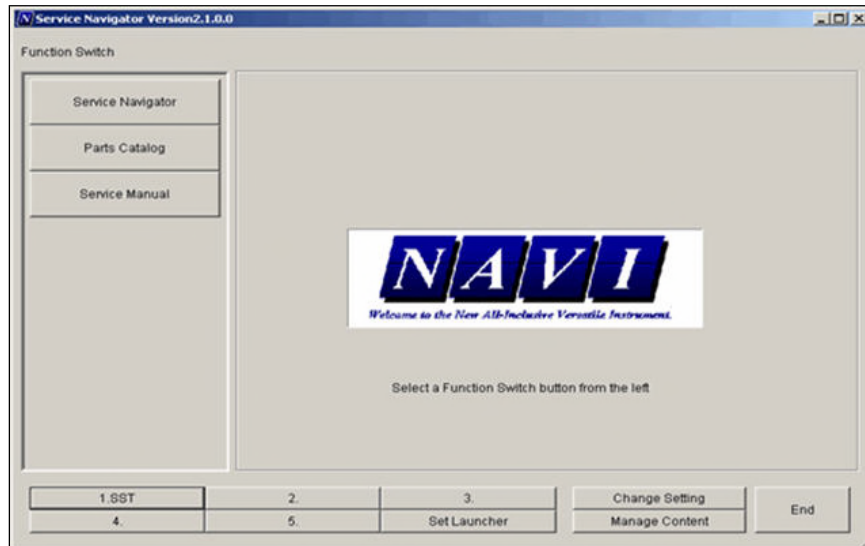 Service Navigator Version2.1.0.0
Function Switch
Service Navigator
Parts Catalog
Service Manual
NAVI
Welcome to the New All-Inclusive Versatile Instrument.
Select a Function Switch button from the left
1.SST 2. 3. Change Setting
4. 5. Set Launcher Manage Content
End